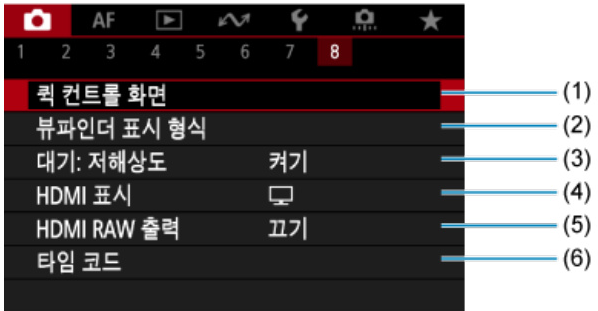 AF
1 2 3 4 5 6 7 8
퀵 컨트롤 화면 (1)
뷰파인더 표시 형식 (2)
대기: 저해상도 켜기 (3)
HDMI 표시 (4)
HDMI RAW 출력 끄기 (5)
타임 코드 (6)